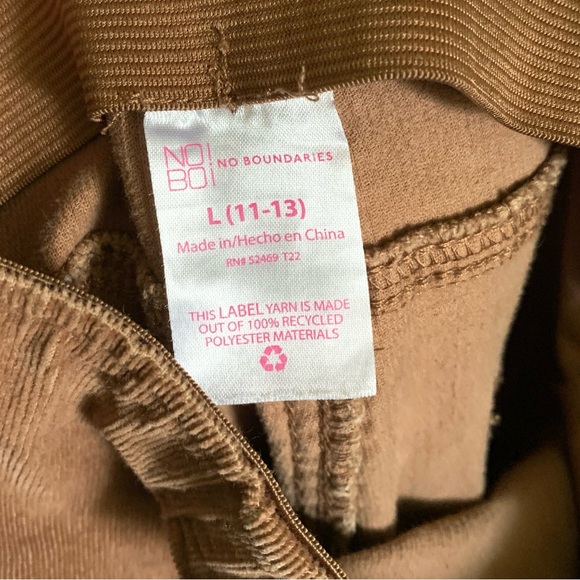 NO!
BO!
NO BOUNDARIES
L (11-13)
Made in/Hecho en China
RN# 52469 T22
THIS LABEL YARN IS MADE
OUT OF 100% RECYCLED
POLYESTER MATERIALS